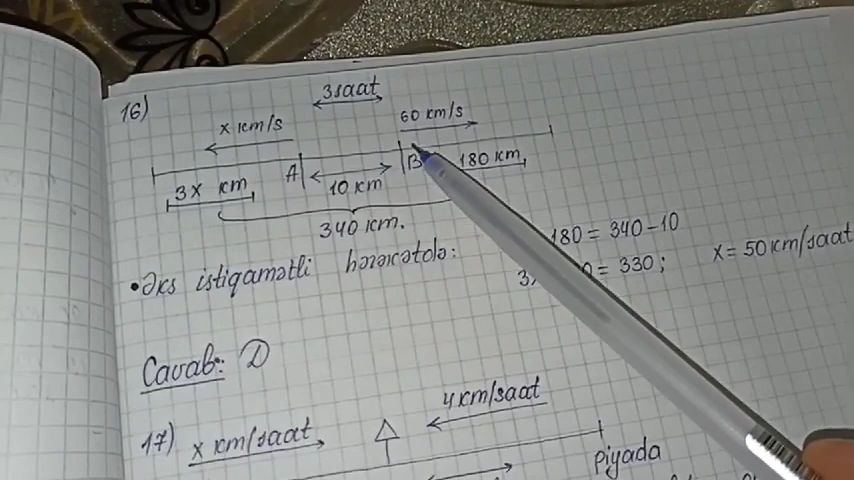 16)
3saat
x km/s
60 km/s
3x km
A
10 km
B
180 km
340 km.
180 = 340-10
= 330; x = 50 km/saat
• Əks istiqamətli hərəkətdə:
Cavab: D
17) x km/saat
4 km/saat
piyada